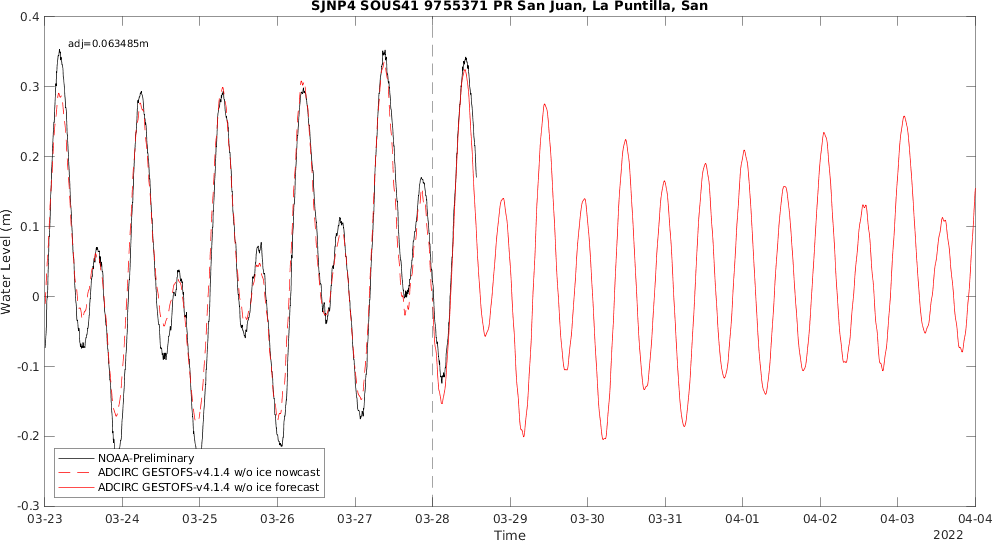 SJNP4 SOUS41 9755371 PR San Juan, La Puntilla, San
adj=0.063485m
0.4
0.3
0.2
0.1
0
-0.1
-0.2
-0.3
Water Level (m)
NOAA-Preliminary
ADCIRC GESTOFS-v4.1.4 w/o ice nowcast
ADCIRC GESTOFS-v4.1.4 w/o ice forecast
03-23 03-24 03-25 03-26 03-27 03-28 03-29 03-30 03-31 04-01 04-02 04-03 04-04
Time
2022